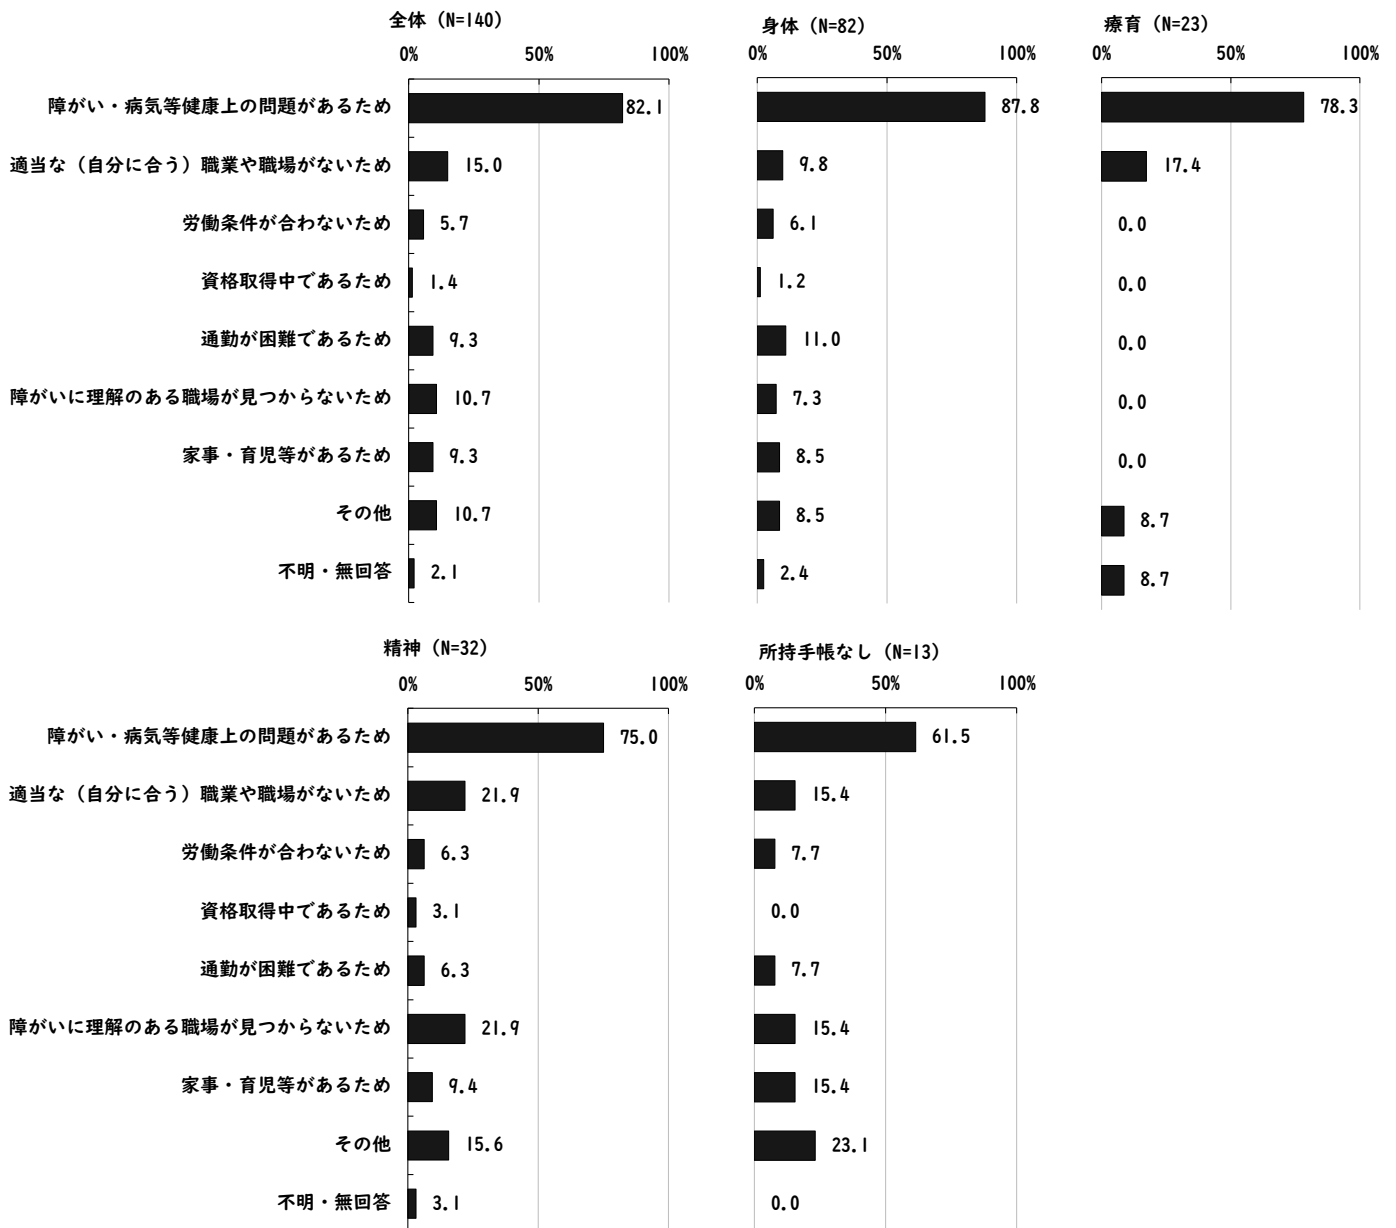 全体（N=140）
0% 50% 100%
障がい・病気等健康上の問題があるため 82.1
適当な（自分に合う）職業や職場がないため 15.0
労働条件が合わないため 5.7
資格取得中であるため 1.4
通勤が困難であるため 9.3
障がいに理解のある職場が見つからないため 10.7
家事・育児等があるため 9.3
その他 10.7
不明・無回答 2.1
身体（N=82）
0% 50% 100%
87.8
9.8
6.1
1.2
11.0
7.3
8.5
8.5
2.4
療育（N=23）
0% 50% 100%
78.3
17.4
0.0
0.0
0.0
0.0
0.0
8.7
8.7
精神（N=32）
0% 50% 100%
障がい・病気等健康上の問題があるため 75.0
適当な（自分に合う）職業や職場がないため 21.9
労働条件が合わないため 6.3
資格取得中であるため 3.1
通勤が困難であるため 6.3
障がいに理解のある職場が見つからないため 21.9
家事・育児等があるため 9.4
その他 15.6
不明・無回答 3.1
所持手帳なし（N=13）
0% 50% 100%
61.5
15.4
7.7
0.0
7.7
15.4
15.4
23.1
0.0